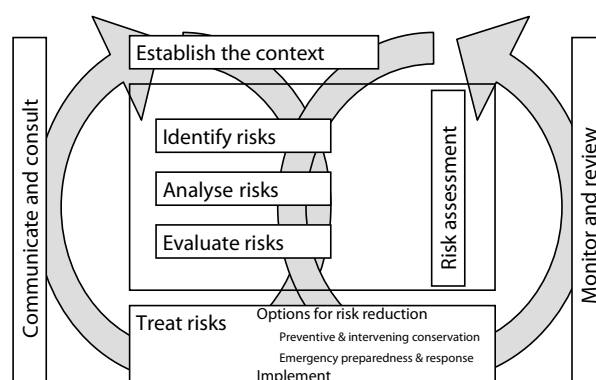 Communicate and consult
Establish the context
Identify risks
Analyse risks
Evaluate risks
Risk assessment
Treat risks
Options for risk reduction
Preventive & intervening conservation
Emergency preparedness & response
Implement
Monitor and review